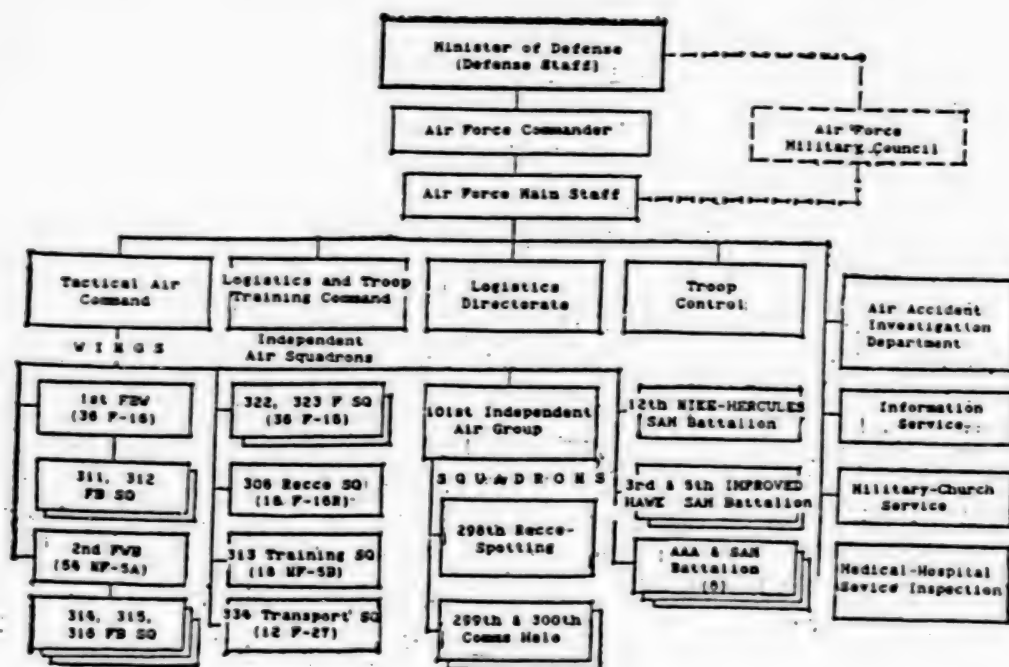 Minister of Defense
(Defense Staff)
Air Force Commander
Air Force
Military Council
Air Force Main Staff
Tactical Air
Command
Logistics and Troop
Training Command
Logistics
Directorate
Troop
Control
Air Accident
Investigation
Department
WINGS
Independent
Air Squadrons
1st FBW
(36 F-16)
322, 323 F SQ
(36 F-16)
101st Independent
Air Group
12th NIKE-HERCULES
SAM Battalion
Information
Service
311, 312
FB SQ
306 Recce SQ
(18 F-16R)
SQUADRONS
3rd & 5th IMPROVED
HAWK SAM Battalion
Military-Church
Service
298th Recce-
Spotting
2nd FWB
NF-5A)
313 Training SQ
(18 NF-5B)
AAA & SAM
Battalion
Medical-Hospital
Sevice Inspection
315,
316 FB SQ
334 Transport SQ
(12 F-27)
299th & 300th
Comms Helo